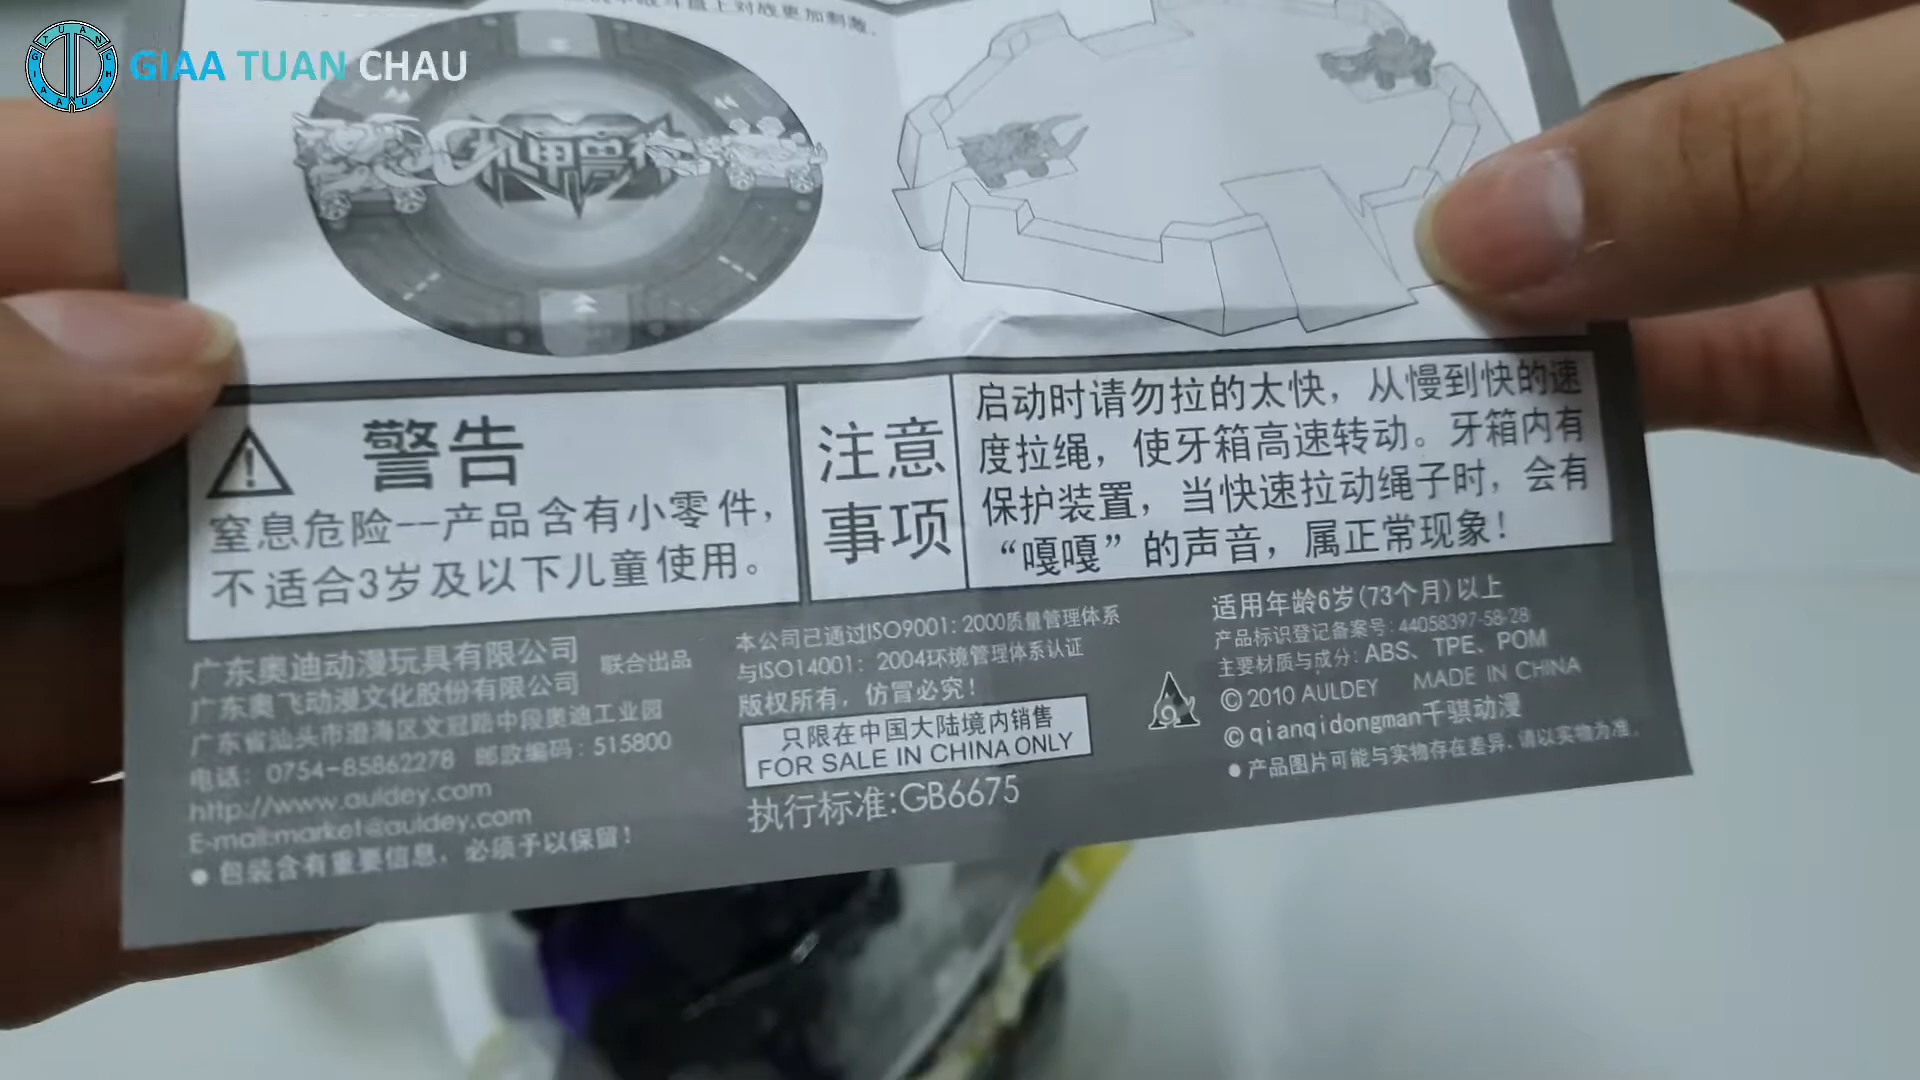 GIAA TUAN CHAU
斗盘上对战更加刺激。
机甲兽神
警告
窒息危险--产品含有小零件，
不适合3岁及以下儿童使用。
注意
事项
启动时请勿拉的太快，从慢到快的速
度拉绳，使牙箱高速转动。牙箱内有
保护装置，当快速拉动绳子时，会有
“嘎嘎”的声音，属正常现象！
广东奥迪动漫玩具有限公司
广东奥飞动漫文化股份有限公司
联合出品
广东省汕头市澄海区文冠路中段奥迪工业园
电话：0754-85862278 邮政编码：515800
http://www.auldey.com
E-mail:market@auldey.com
●包装含有重要信息，必须予以保留！
本公司已通过ISO9001：2000质量管理体系
与ISO14001：2004环境管理体系认证
版权所有，仿冒必究！
只限在中国大陆境内销售
FOR SALE IN CHINA ONLY
执行标准:GB6675
适用年龄6岁(73个月)以上
产品标识登记备案号：44058397-58-28
主要材质与成分：ABS、TPE、POM
©2010 AULDEY MADE IN CHINA
©qianqidongman千骐动漫
●产品图片可能与实物存在差异，请以实物为准。